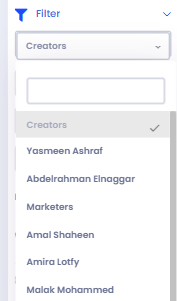 Filter
Creators
Creators
Yasmeen Ashraf
Abdelrahman Elnaggar
Marketers
Amal Shaheen
Amira Lotfy
Malak Mohammed